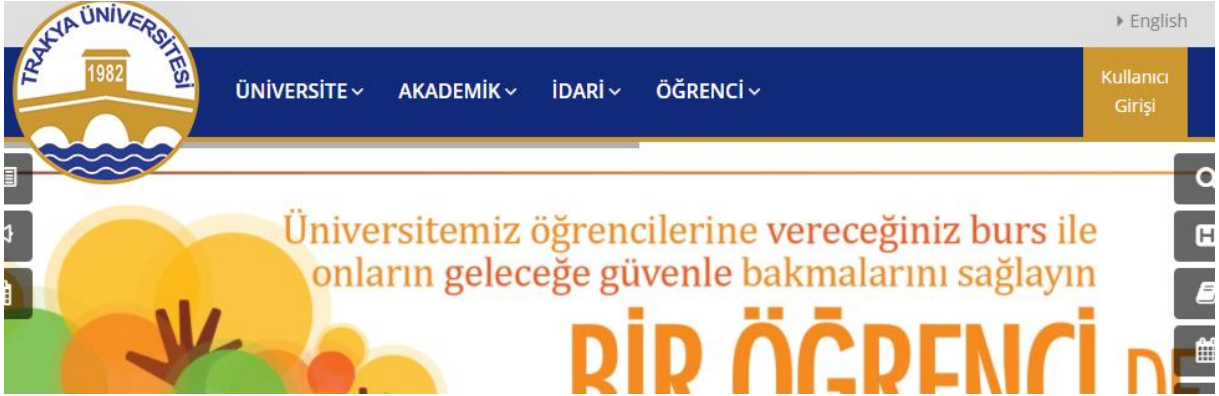 TRAKYA ÜNİVERSİTESİ
1982
English
ÜNİVERSİTE
AKADEMİK
İDARİ
ÖĞRENCİ
Kullanıcı
Girişi
Üniversitemiz öğrencilerine vereceğiniz burs ile
onların geleceğe güvenle bakmalarını sağlayın
BİR ÖĞRENCİ DE